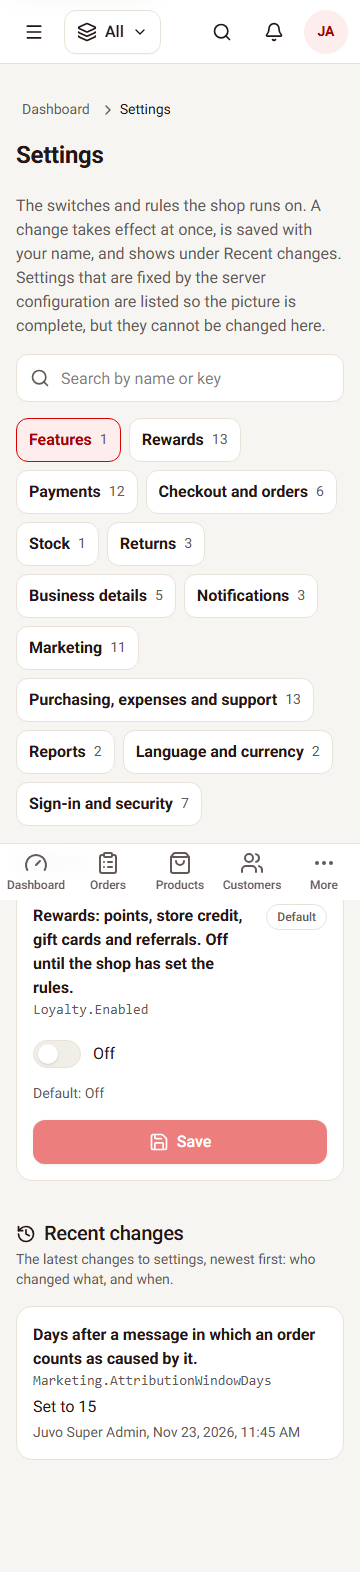 All
JA
Dashboard > Settings
Settings
The switches and rules the shop runs on. A
change takes effect at once, is saved with
your name, and shows under Recent changes.
Settings that are fixed by the server
configuration are listed so the picture is
complete, but they cannot be changed here.
Search by name or key
Features 1
Rewards 13
Payments 12
Checkout and orders 6
Stock 1
Returns 3
Business details 5
Notifications 3
Marketing 11
Purchasing, expenses and support 13
Reports 2
Language and currency 2
Sign-in and security 7
Dashboard
Orders
Products
Customers
More
Rewards: points, store credit,
gift cards and referrals. Off
until the shop has set the
rules.
Default
Loyalty.Enabled
Off
Default: Off
Save
Recent changes
The latest changes to settings, newest first: who
changed what, and when.
Days after a message in which an order
counts as caused by it.
Marketing.AttributionWindowDays
Set to 15
Juvo Super Admin, Nov 23, 2026, 11:45 AM